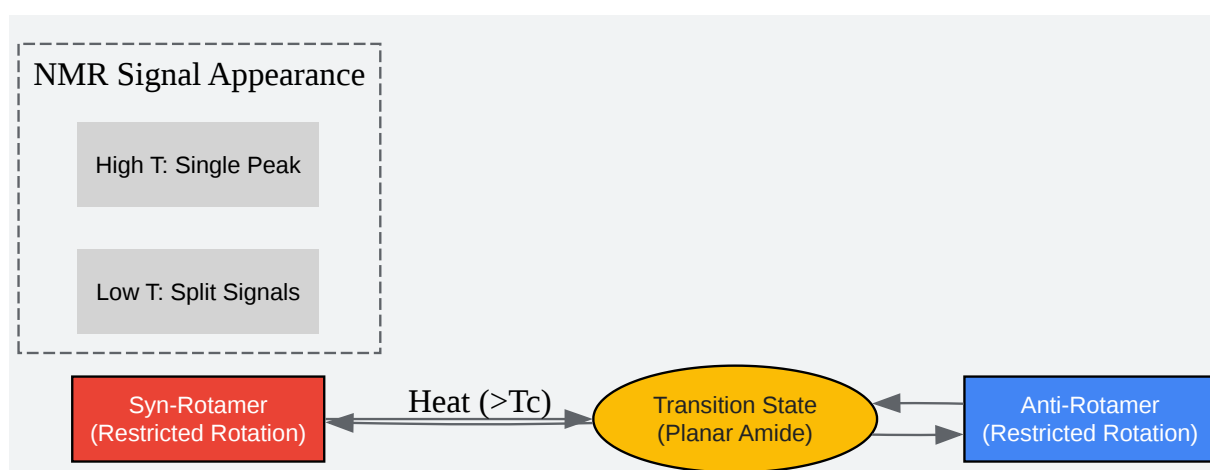 NMR Signal Appearance
High T: Single Peak
Low T: Split Signals
Syn-Rotamer
(Restricted Rotation)
Heat (>Tc)
Transition State
(Planar Amide)
Anti-Rotamer
(Restricted Rotation)